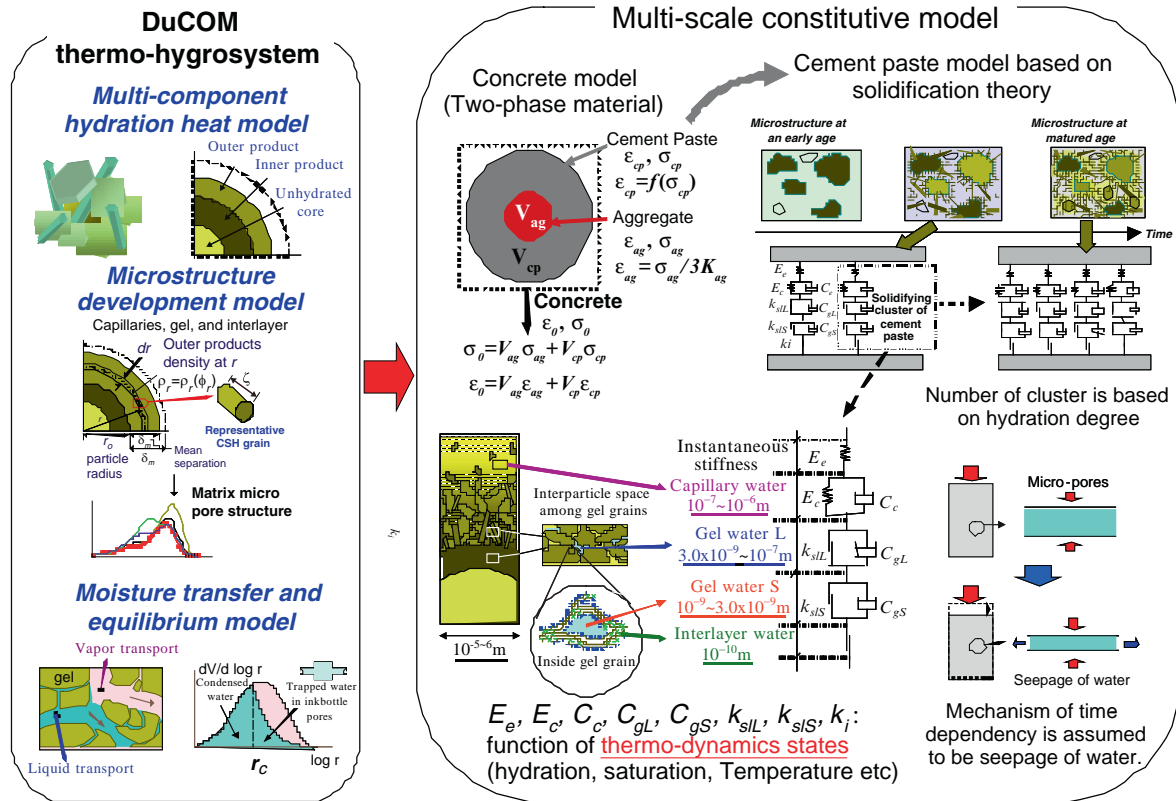 DuCOM
thermo-hygrosystem
Multi-component
hydration heat model
Outer product
Inner product
Unhydrated
core
Microstructure
development model
Capillaries, gel, and interlayer
dr
Outer products
density at r
ρr=ρr(ϕr)
ζ
r
Representative
CSH grain
ro
particle
radius
δm
δm
Mean
separation
Matrix micro
pore structure
Moisture transfer and
equilibrium model
Vapor transport
gel
Liquid transport
dV/d log r
Condensed
water
Trapped water
in inkbottle
pores
rc
log r
Multi-scale constitutive model
Concrete model
(Two-phase material)
Cement Paste
εcp, σcp
εcp=f(σcp)
Aggregate
εag, σag
εag=σag/3Kag
Vag
Vcp
Concrete
ε0, σ0
σ0=Vagσag+Vcpσcp
ε0=Vagεag+Vcpεcp
Cement paste model based on
solidification theory
Microstructure at
an early age
Microstructure at
matured age
Time
Ee
Ec
Cc
kslL
CgL
kslS
CgS
ki
Solidifying
cluster of
cement
paste
Number of cluster is based
on hydration degree
10-5~6m
Interparticle space
among gel grains
Inside gel grain
Instantaneous
stiffness
Capillary water
10-7~10-6m
Gel water L
3.0x10-9~10-7m
Gel water S
10-9~3.0x10-9m
Interlayer water
10-10m
ki
Ee
Ec
Cc
kslL
CgL
kslS
CgS
Micro-pores
Seepage of water
Mechanism of time
dependency is assumed
to be seepage of water.
Ee, Ec, Cc, CgL, CgS, kslL, kslS, ki:
function of thermo-dynamics states
(hydration, saturation, Temperature etc)